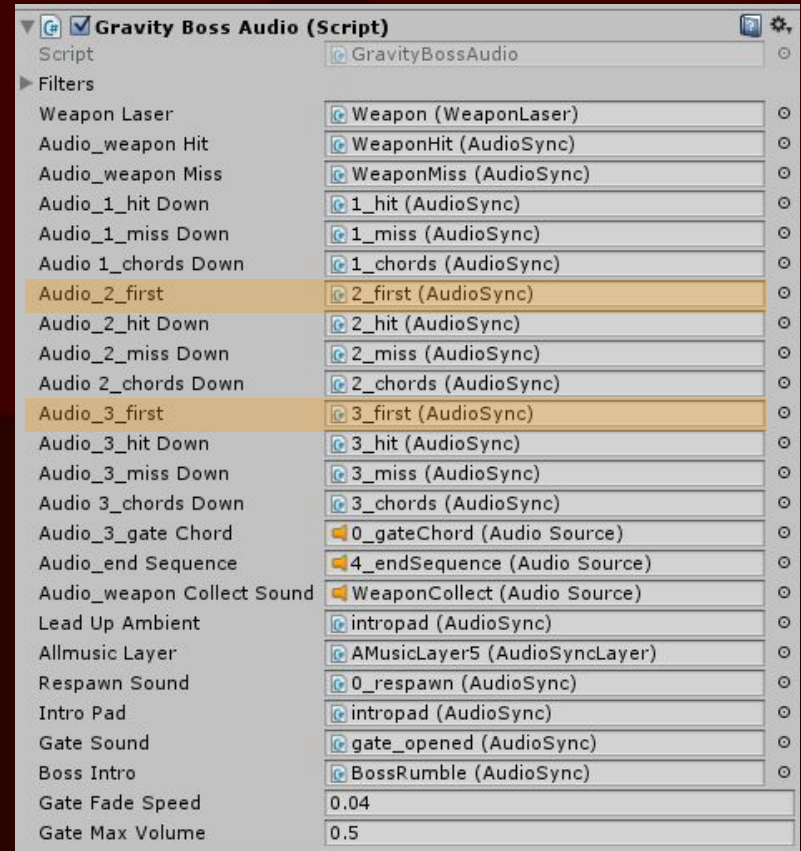 Gravity Boss Audio (Script)
Script GravityBossAudio
Filters
Weapon Laser Weapon (WeaponLaser)
Audio_weapon Hit WeaponHit (AudioSync)
Audio_weapon Miss WeaponMiss (AudioSync)
Audio_1_hit Down 1_hit (AudioSync)
Audio_1_miss Down 1_miss (AudioSync)
Audio 1_chords Down 1_chords (AudioSync)
Audio_2_first 2_first (AudioSync)
Audio_2_hit Down 2_hit (AudioSync)
Audio_2_miss Down 2_miss (AudioSync)
Audio 2_chords Down 2_chords (AudioSync)
Audio_3_first 3_first (AudioSync)
Audio_3_hit Down 3_hit (AudioSync)
Audio_3_miss Down 3_miss (AudioSync)
Audio 3_chords Down 3_chords (AudioSync)
Audio_3_gate Chord 0_gateChord (Audio Source)
Audio_end Sequence 4_endSequence (Audio Source)
Audio_weapon Collect Sound WeaponCollect (Audio Source)
Lead Up Ambient intropad (AudioSync)
Allmusic Layer AMusicLayer5 (AudioSyncLayer)
Respawn Sound 0_respawn (AudioSync)
Intro Pad intropad (AudioSync)
Gate Sound gate_opened (AudioSync)
Boss Intro BossRumble (AudioSync)
Gate Fade Speed 0.04
Gate Max Volume 0.5